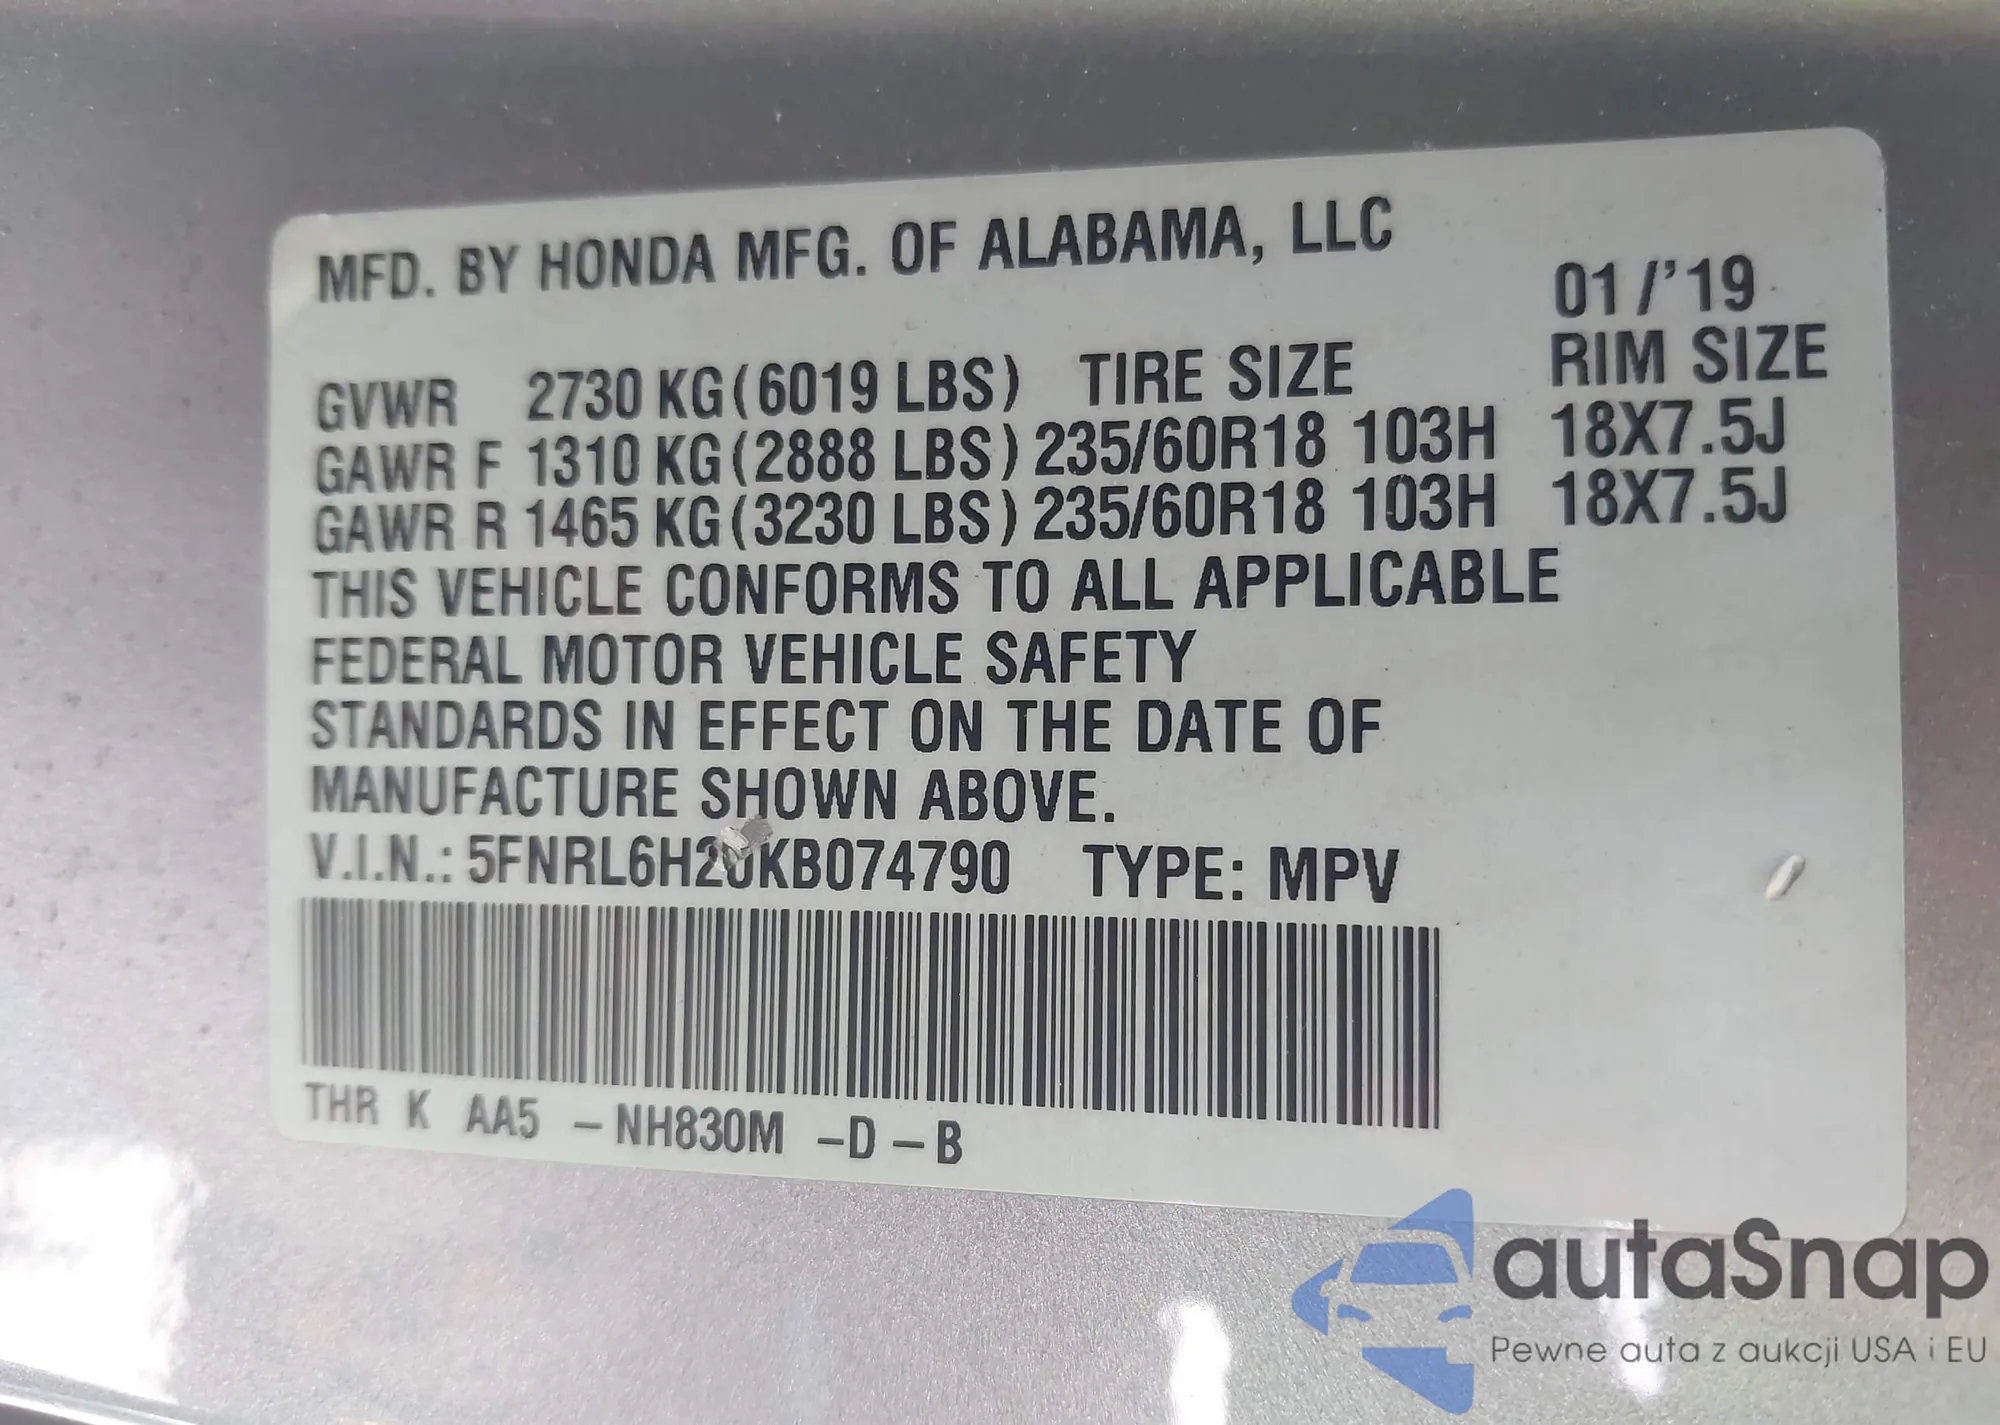 MFD. BY HONDA MFG. OF ALABAMA, LLC
01/'19
GVWR 2730 KG(6019 LBS) TIRE SIZE RIM SIZE
GAWR F 1310 KG(2888 LBS) 235/60R18 103H 18X7.5J
GAWR R 1465 KG(3230 LBS) 235/60R18 103H 18X7.5J
THIS VEHICLE CONFORMS TO ALL APPLICABLE
FEDERAL MOTOR VEHICLE SAFETY
STANDARDS IN EFFECT ON THE DATE OF
MANUFACTURE SHOWN ABOVE.
V.I.N.: 5FNRL6H20KB074790 TYPE: MPV
THR K AA5 –NH830M –D –B
autaSnap
Pewne auta z aukcji USA i EU